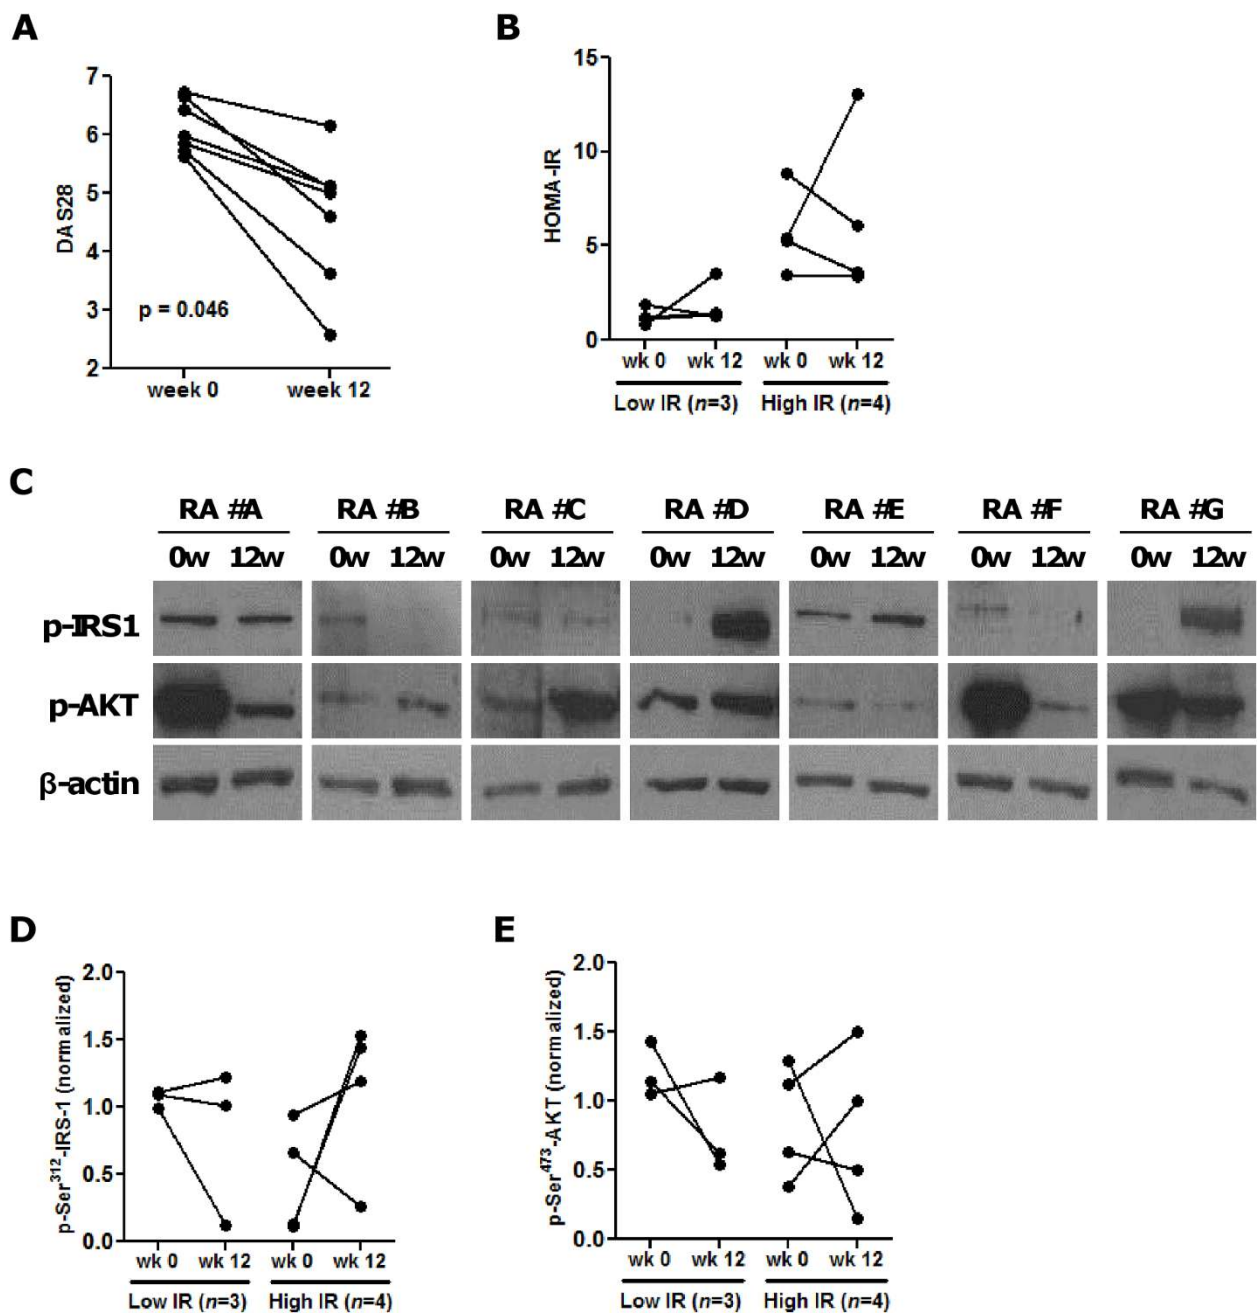 A
DAS28
7
6
5
4
3
2
p = 0.046
week 0 week 12
B
HOMA-IR
15
10
5
0
wk 0 wk 12 wk 0 wk 12
Low IR (n=3) High IR (n=4)
C
RA #A RA #B RA #C RA #D RA #E RA #F RA #G
0w 12w 0w 12w 0w 12w 0w 12w 0w 12w 0w 12w 0w 12w
p-IRS1
p-AKT
β-actin
D
p-Ser312-IRS-1 (normalized)
2.0
1.5
1.0
0.5
0.0
wk 0 wk 12 wk 0 wk 12
Low IR (n=3) High IR (n=4)
E
p-Ser473-AKT (normalized)
2.0
1.5
1.0
0.5
0.0
wk 0 wk 12 wk 0 wk 12
Low IR (n=3) High IR (n=4)